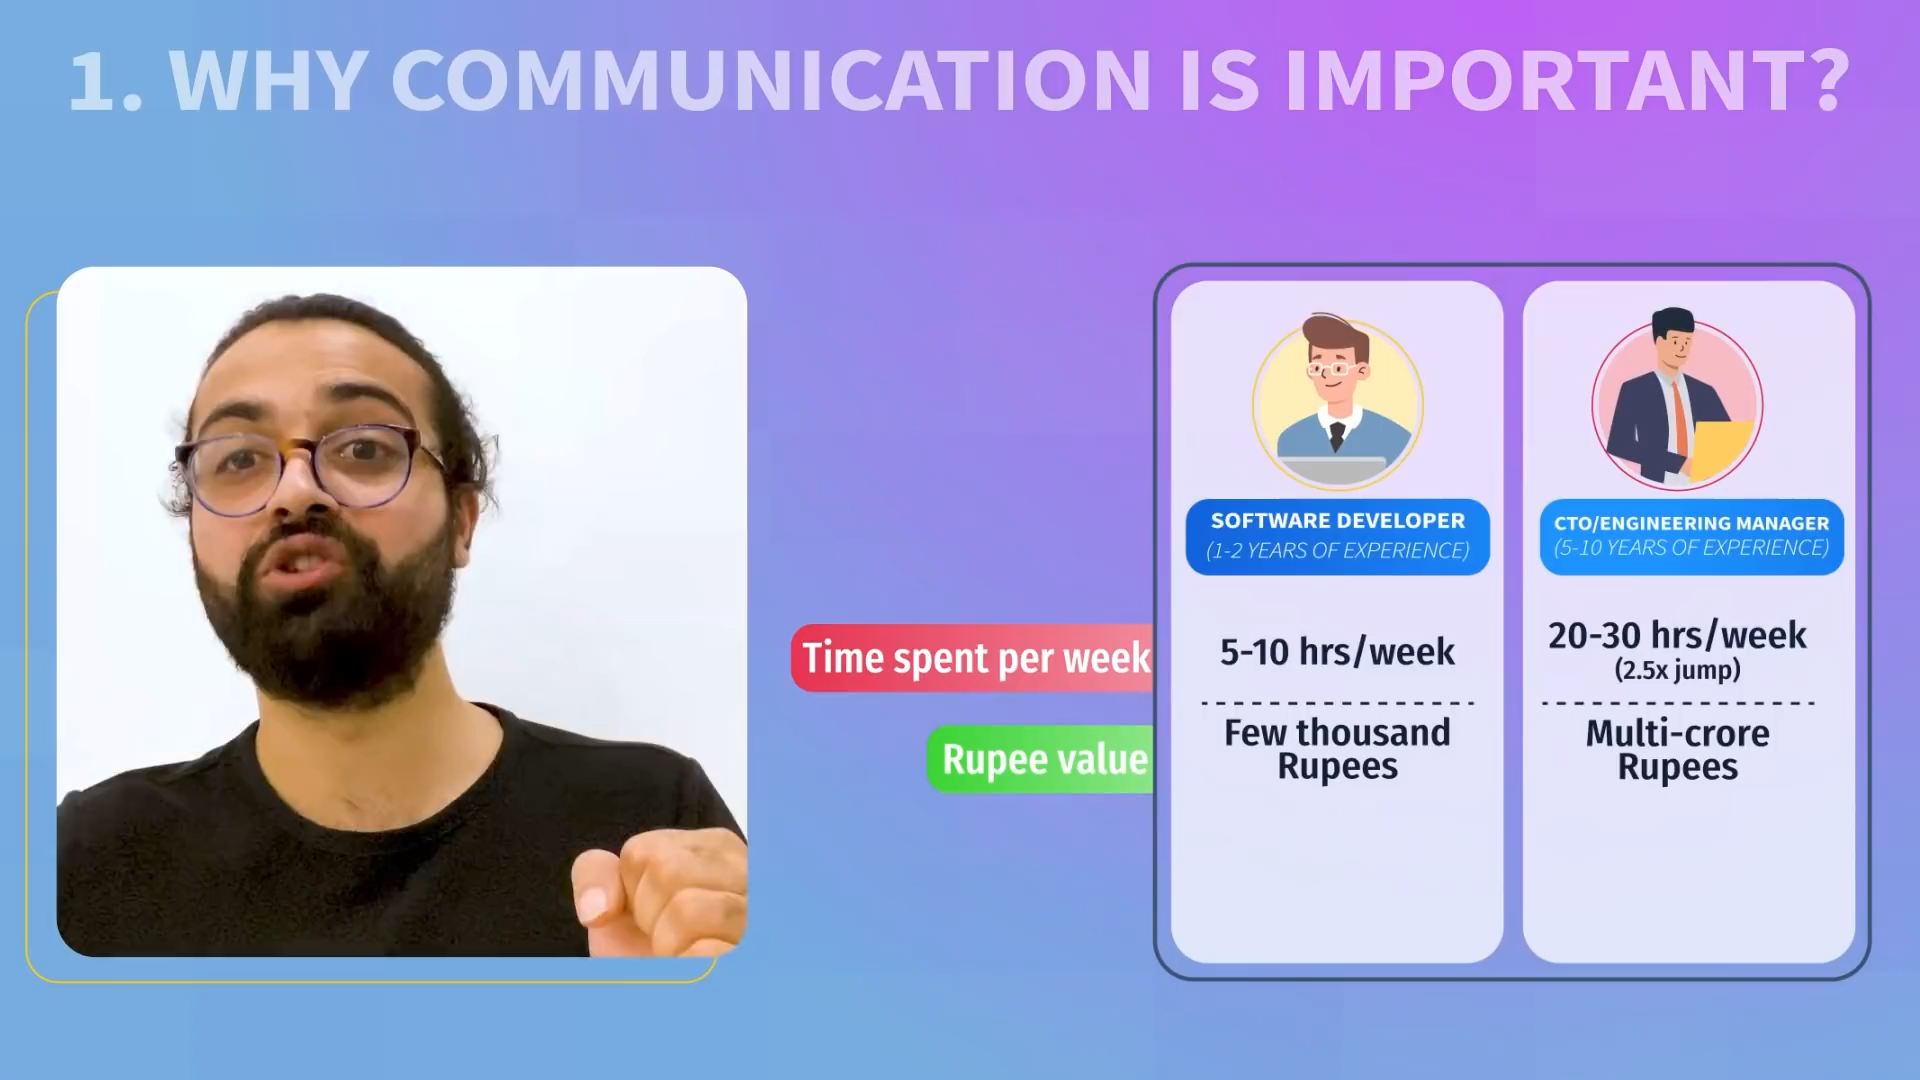 1. WHY COMMUNICATION IS IMPORTANT?
SOFTWARE DEVELOPER
(1-2 YEARS OF EXPERIENCE)
CTO/ENGINEERING MANAGER
(5-10 YEARS OF EXPERIENCE)
Time spent per week
5-10 hrs/week
20-30 hrs/week
(2.5x jump)
Rupee value
Few thousand
Rupees
Multi-crore
Rupees